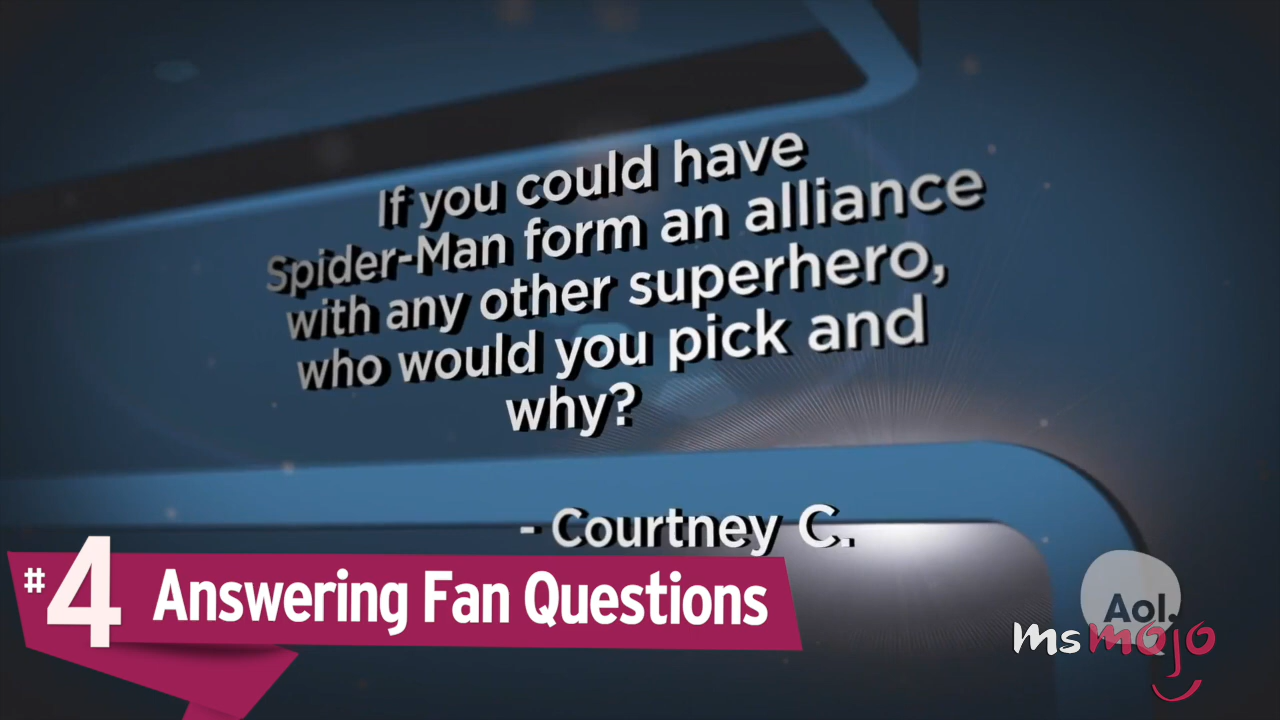 If you could have
Spider-Man form an alliance
with any other superhero,
who would you pick and
why?
- Courtney C.
#4 Answering Fan Questions
Aol.
msmojo